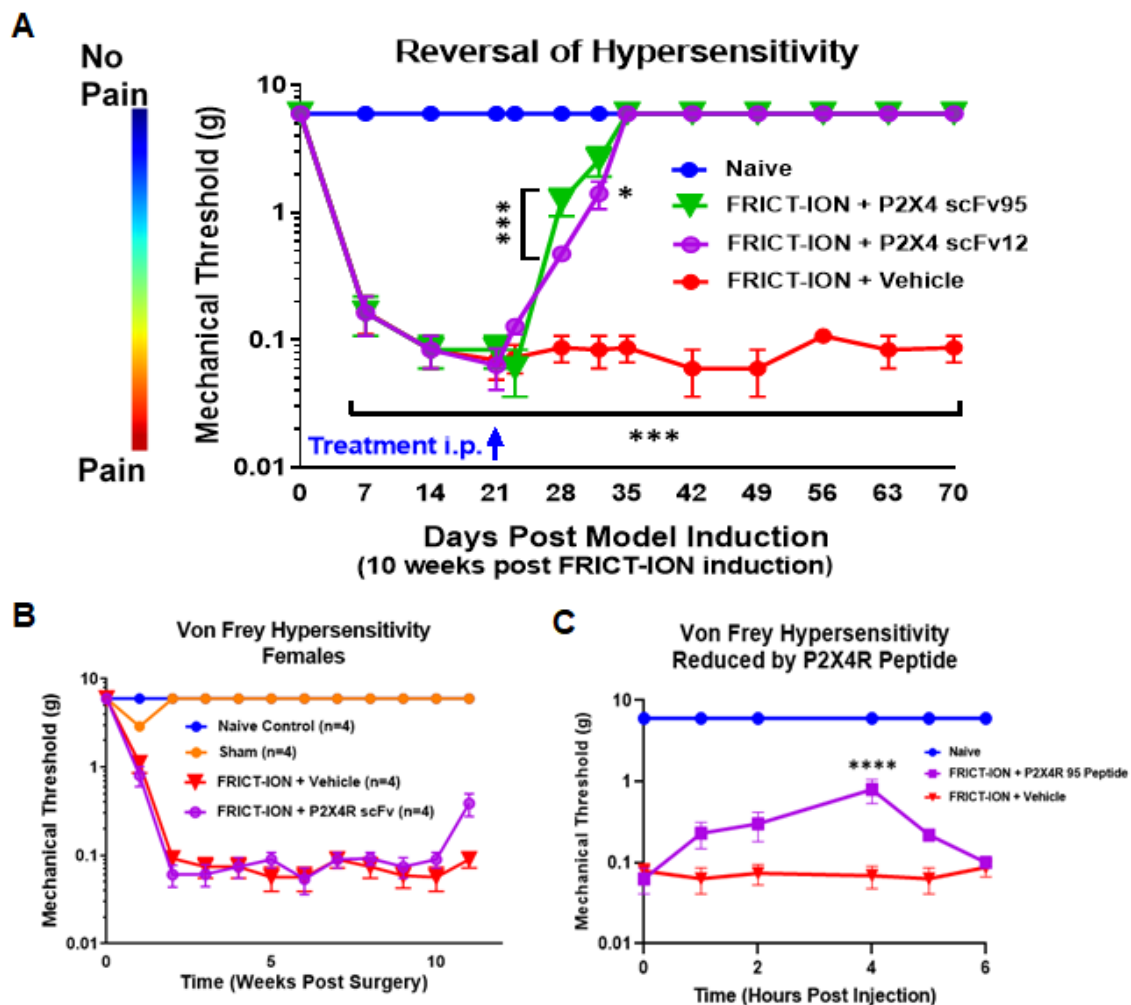 A
No
Pain
Pain
Reversal of Hypersensitivity
Mechanical Threshold (g)
10
1
0.1
0.01
Naive
FRICT-ION + P2X4 scFv95
FRICT-ION + P2X4 scFv12
FRICT-ION + Vehicle
***
*
***
Treatment i.p.
0 7 14 21 28 35 42 49 56 63 70
Days Post Model Induction
(10 weeks post FRICT-ION induction)
B
Von Frey Hypersensitivity
Females
Mechanical Threshold (g)
10
1
0.1
0.01
Naive Control (n=4)
Sham (n=4)
FRICT-ION + Vehicle (n=4)
FRICT-ION + P2X4R scFv (n=4)
0 5 10
Time (Weeks Post Surgery)
C
Von Frey Hypersensitivity
Reduced by P2X4R Peptide
Mechanical Threshold (g)
10
1
0.1
0.01
****
Naive
FRICT-ION + P2X4R 95 Peptide
FRICT-ION + Vehicle
0 2 4 6
Time (Hours Post Injection)